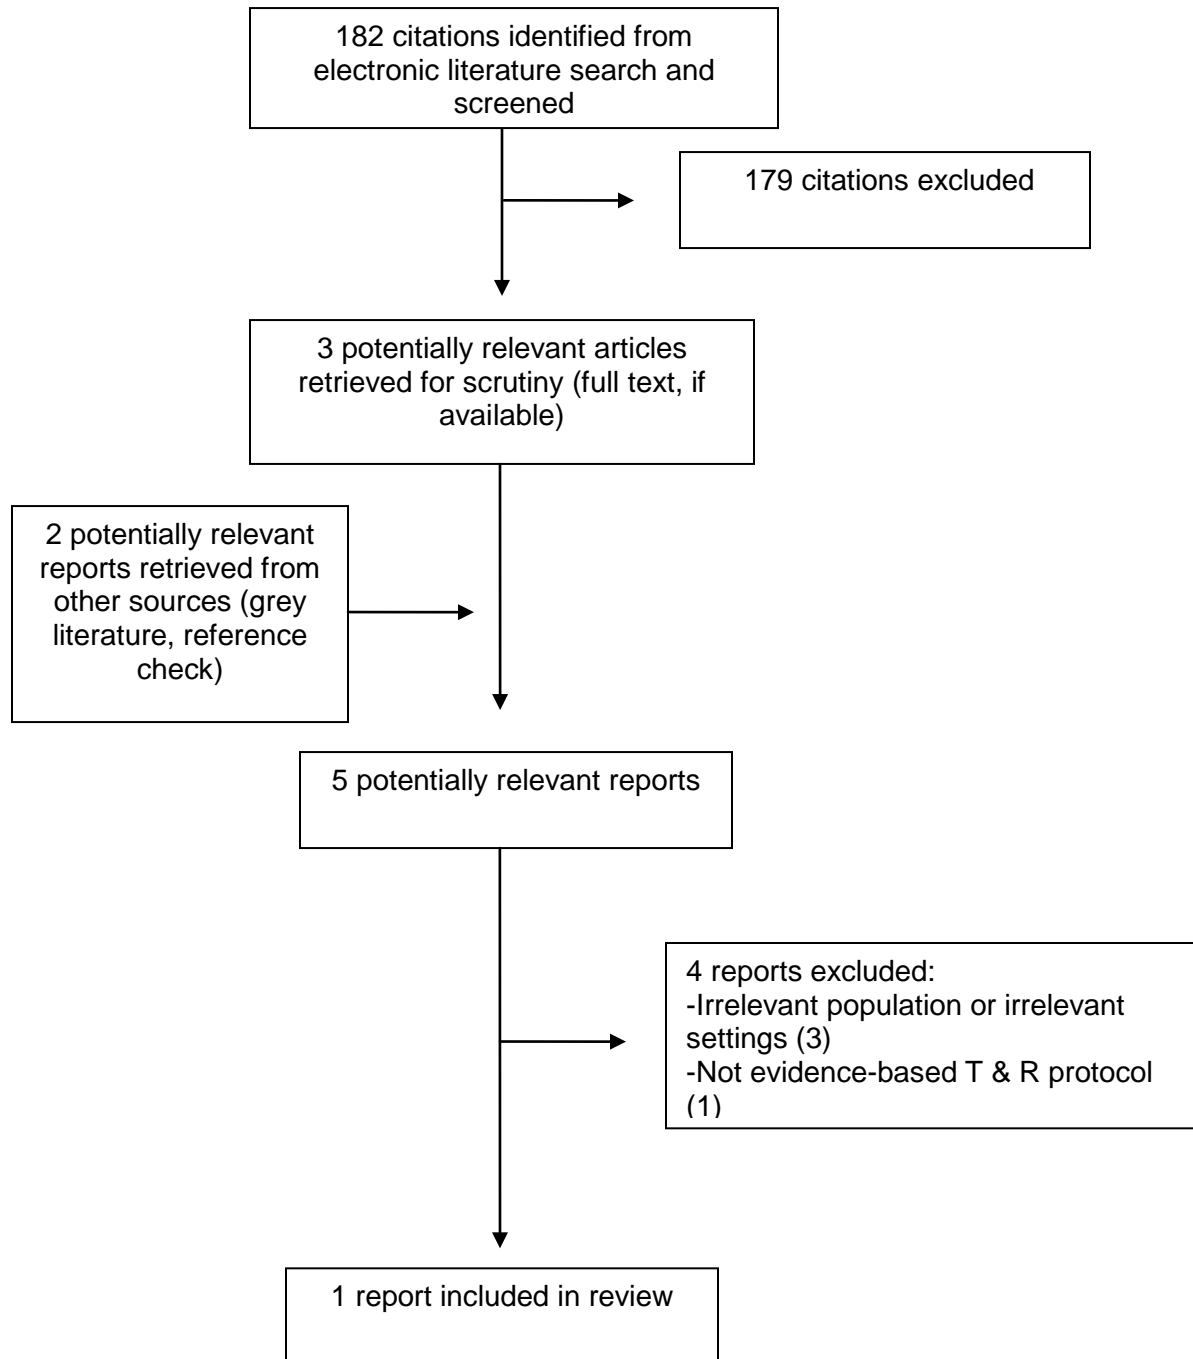 182 citations identified from
electronic literature search and
screened
179 citations excluded
3 potentially relevant articles
retrieved for scrutiny (full text, if
available)
2 potentially relevant
reports retrieved from
other sources (grey
literature, reference
check)
5 potentially relevant reports
4 reports excluded:
-Irrelevant population or irrelevant
settings (3)
-Not evidence-based T & R protocol
(1)
1 report included in review